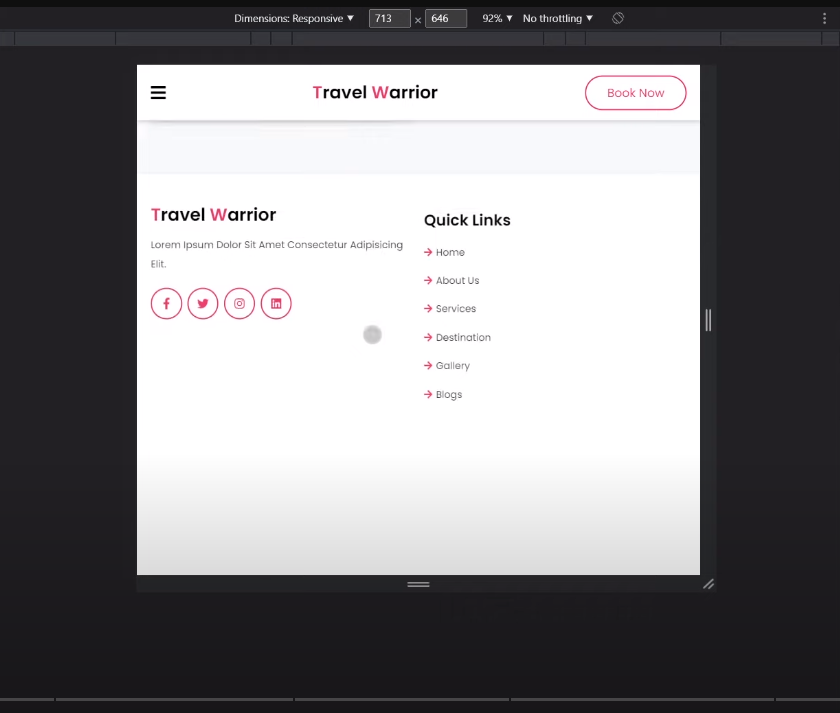 Dimensions: Responsive ▼ 713 × 646 92% ▼ No throttling ▼
Travel Warrior
Book Now
Travel Warrior
Lorem Ipsum Dolor Sit Amet Consectetur Adipisicing
Elit.
Quick Links
Home
About Us
Services
Destination
Gallery
Blogs